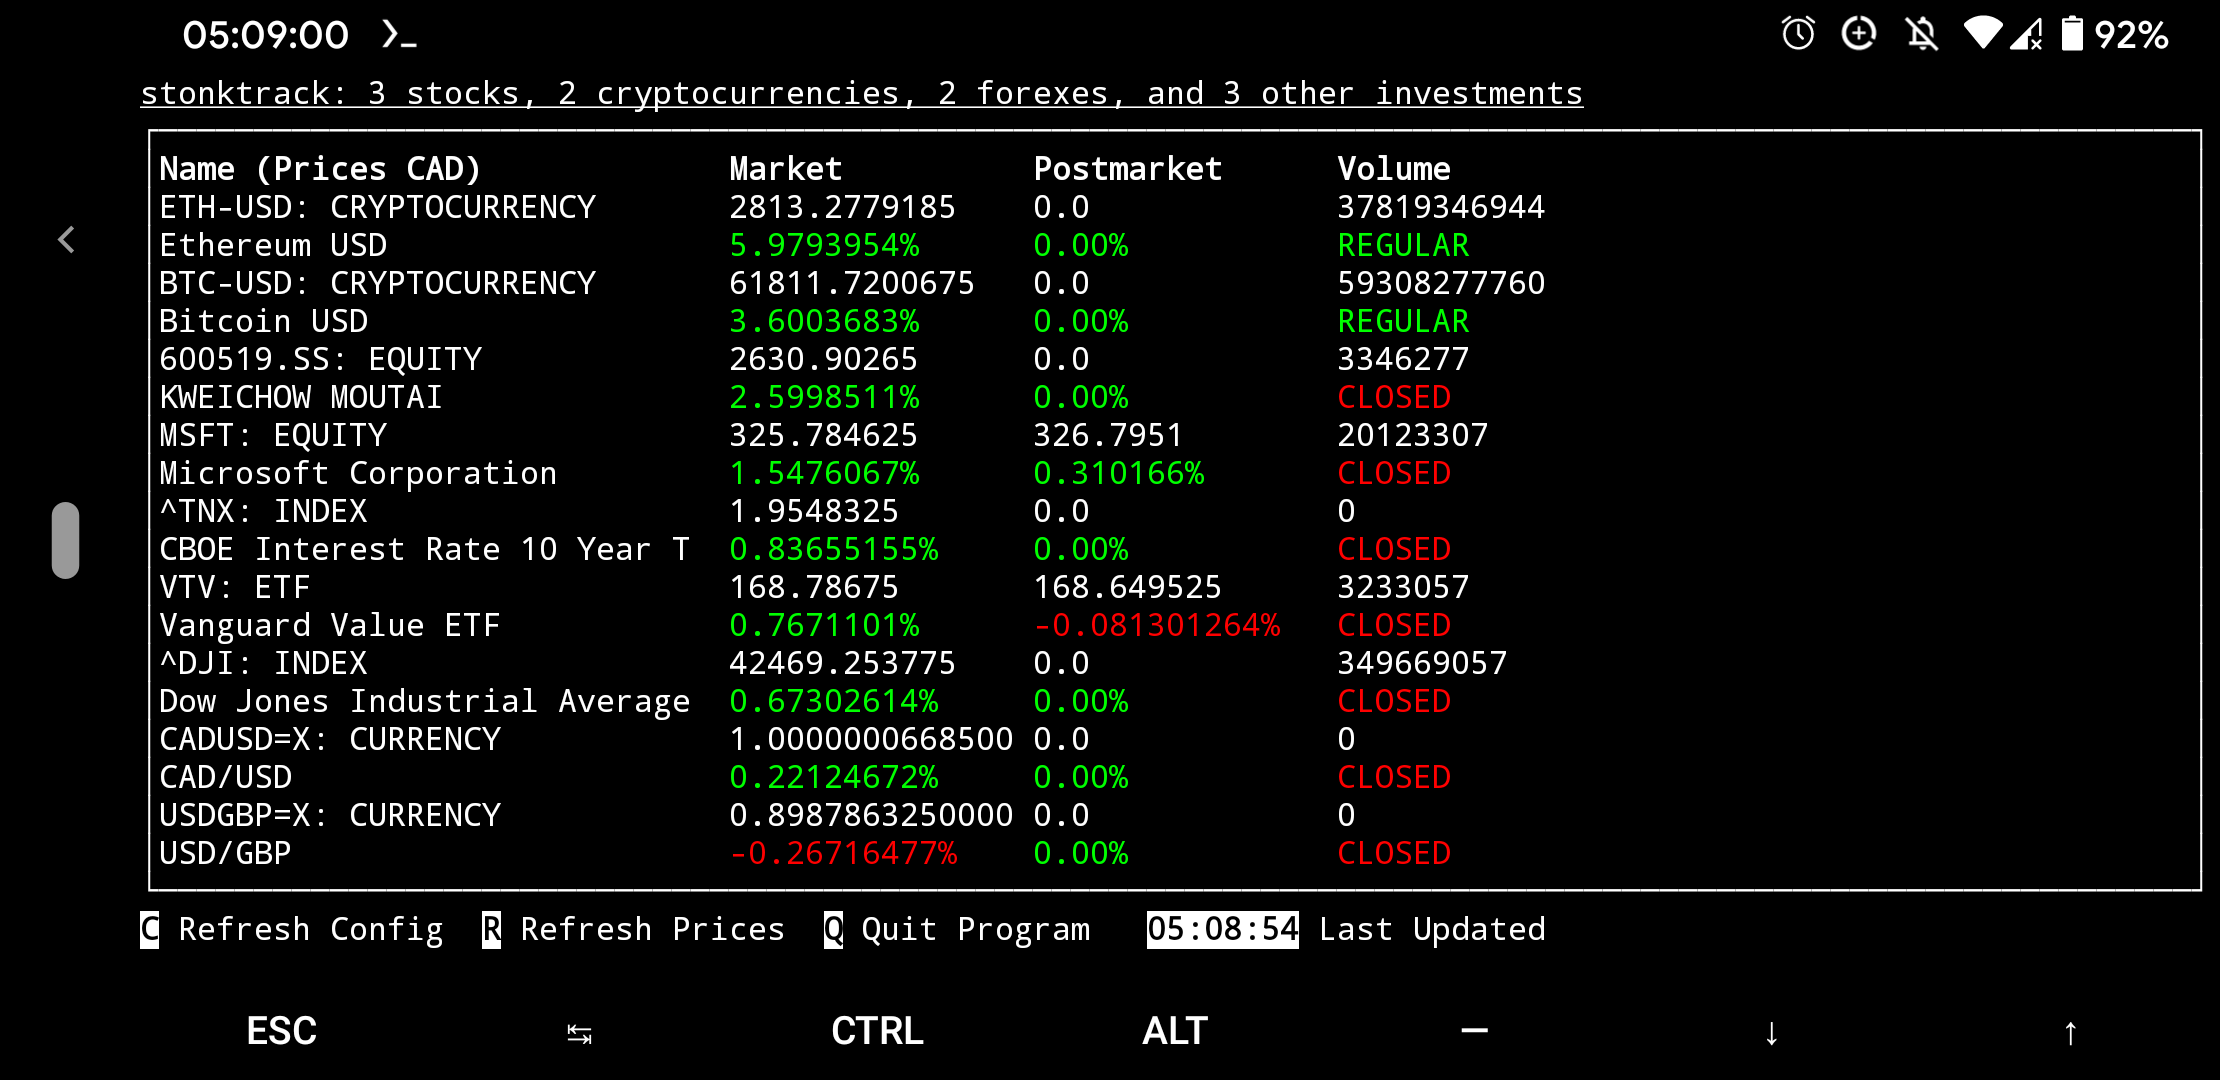 05:09:00 92%
stonktrack: 3 stocks, 2 cryptocurrencies, 2 forexes, and 3 other investments
Name (Prices CAD) Market Postmarket Volume
ETH-USD: CRYPTOCURRENCY 2813.2779185 0.0 37819346944
Ethereum USD 5.9793954% 0.00% REGULAR
BTC-USD: CRYPTOCURRENCY 61811.7200675 0.0 59308277760
Bitcoin USD 3.6003683% 0.00% REGULAR
600519.SS: EQUITY 2630.90265 0.0 3346277
KWEICHOW MOUTAI 2.5998511% 0.00% CLOSED
MSFT: EQUITY 325.784625 326.7951 20123307
Microsoft Corporation 1.5476067% 0.310166% CLOSED
^TNX: INDEX 1.9548325 0.0 0
CBOE Interest Rate 10 Year T 0.83655155% 0.00% CLOSED
VTV: ETF 168.78675 168.649525 3233057
Vanguard Value ETF 0.7671101% -0.081301264% CLOSED
^DJI: INDEX 42469.253775 0.0 349669057
Dow Jones Industrial Average 0.67302614% 0.00% CLOSED
CADUSD=X: CURRENCY 1.0000000668500 0.0 0
CAD/USD 0.22124672% 0.00% CLOSED
USDGBP=X: CURRENCY 0.8987863250000 0.0 0
USD/GBP -0.26716477% 0.00% CLOSED
C Refresh Config R Refresh Prices Q Quit Program 05:08:54 Last Updated
ESC ↹ CTRL ALT — ↓ ↑